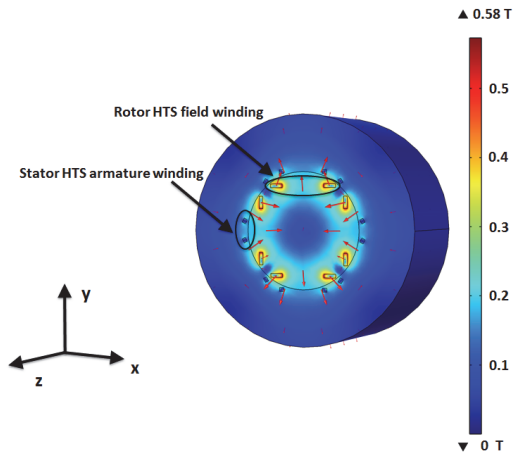 ▲ 0.58 T
Rotor HTS field winding
Stator HTS armature winding
0.5
0.4
0.3
0.2
0.1
▼ 0 T
y
x
z